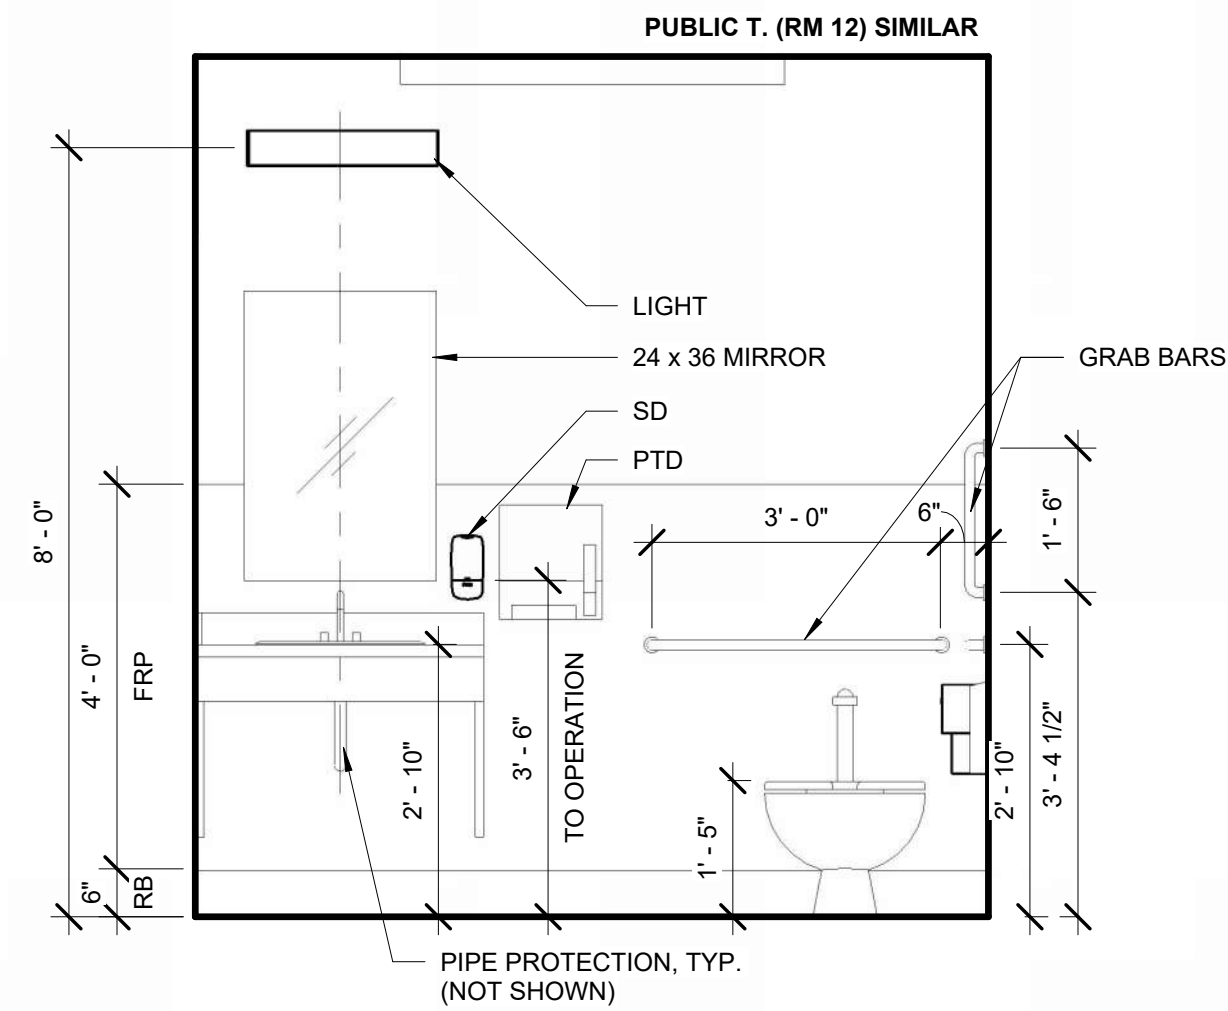 PUBLIC T. (RM 12) SIMILAR
LIGHT
24 x 36 MIRROR
GRAB BARS
SD
PTD
8' - 0"
3' - 0"
6"
1' - 6"
4' - 0"
FRP
3' - 6"
TO OPERATION
2' - 10"
1' - 5"
2' - 10"
3' - 4 1/2"
6"
RB
PIPE PROTECTION, TYP.
(NOT SHOWN)